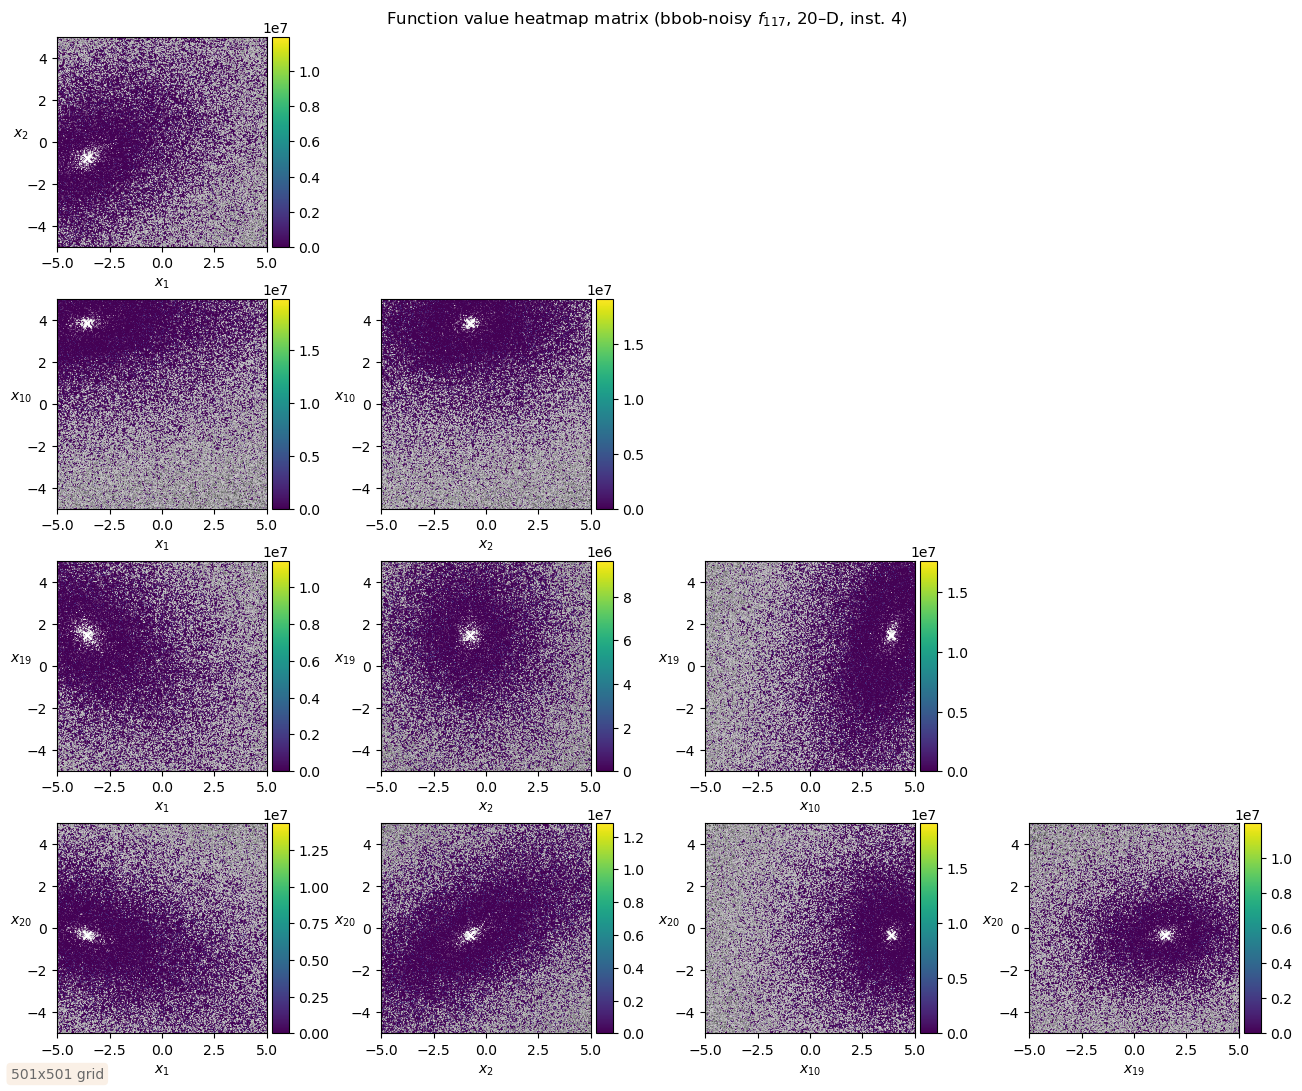 Function value heatmap matrix (bbob-noisy f₁₁₇, 20–D, inst. 4)
1e7
4
2
x₂
0
−2
−4
−5.0 −2.5 0.0 2.5 5.0
x₁
1.0
0.8
0.6
0.4
0.2
0.0
1e7
4
2
x₁₀
0
−2
−4
−5.0 −2.5 0.0 2.5 5.0
x₁
1.5
1.0
0.5
0.0
1e7
4
2
x₁₀
0
−2
−4
−5.0 −2.5 0.0 2.5 5.0
x₂
1.5
1.0
0.5
0.0
1e7
4
2
x₁₉
0
−2
−4
−5.0 −2.5 0.0 2.5 5.0
x₁
1.0
0.8
0.6
0.4
0.2
0.0
1e6
4
2
x₁₉
0
−2
−4
−5.0 −2.5 0.0 2.5 5.0
x₂
8
6
4
2
0
1e7
4
2
x₁₉
0
−2
−4
−5.0 −2.5 0.0 2.5 5.0
x₁₀
1.5
1.0
0.5
0.0
1e7
4
2
x₂₀
0
−2
−4
−5.0 −2.5 0.0 2.5 5.0
x₁
1.25
1.00
0.75
0.50
0.25
0.00
1e7
4
2
x₂₀
0
−2
−4
−5.0 −2.5 0.0 2.5 5.0
x₂
1.2
1.0
0.8
0.6
0.4
0.2
0.0
1e7
4
2
x₂₀
0
−2
−4
−5.0 −2.5 0.0 2.5 5.0
x₁₀
1.5
1.0
0.5
0.0
1e7
4
2
x₂₀
0
−2
−4
−5.0 −2.5 0.0 2.5 5.0
x₁₉
1.0
0.8
0.6
0.4
0.2
0.0
501x501 grid